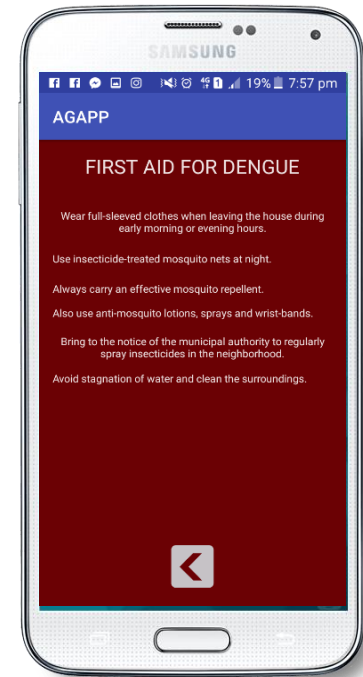 SAMSUNG
4G 1 19% 7:57 pm
AGAPP
FIRST AID FOR DENGUE
Wear full-sleeved clothes when leaving the house during
early morning or evening hours.
Use insecticide-treated mosquito nets at night.
Always carry an effective mosquito repellent.
Also use anti-mosquito lotions, sprays and wrist-bands.
Bring to the notice of the municipal authority to regularly
spray insecticides in the neighborhood.
Avoid stagnation of water and clean the surroundings.